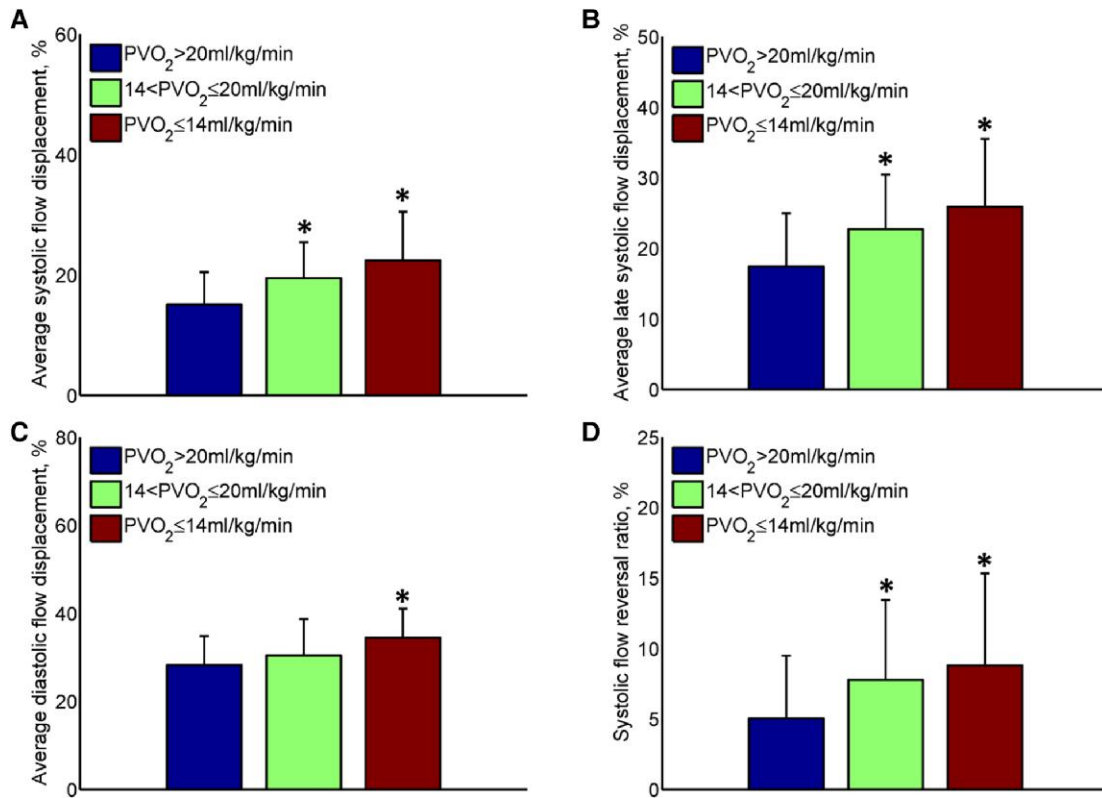 A
Average systolic flow displacement, %
60
40
20
0
PVO₂>20ml/kg/min
14<PVO₂≤20ml/kg/min
PVO₂≤14ml/kg/min
*
*
B
Average late systolic flow displacement, %
50
40
30
20
10
0
PVO₂>20ml/kg/min
14<PVO₂≤20ml/kg/min
PVO₂≤14ml/kg/min
*
*
C
Average diastolic flow displacement, %
80
60
40
20
0
PVO₂>20ml/kg/min
14<PVO₂≤20ml/kg/min
PVO₂≤14ml/kg/min
*
D
Systolic flow reversal ratio, %
25
20
15
10
5
0
PVO₂>20ml/kg/min
14<PVO₂≤20ml/kg/min
PVO₂≤14ml/kg/min
*
*